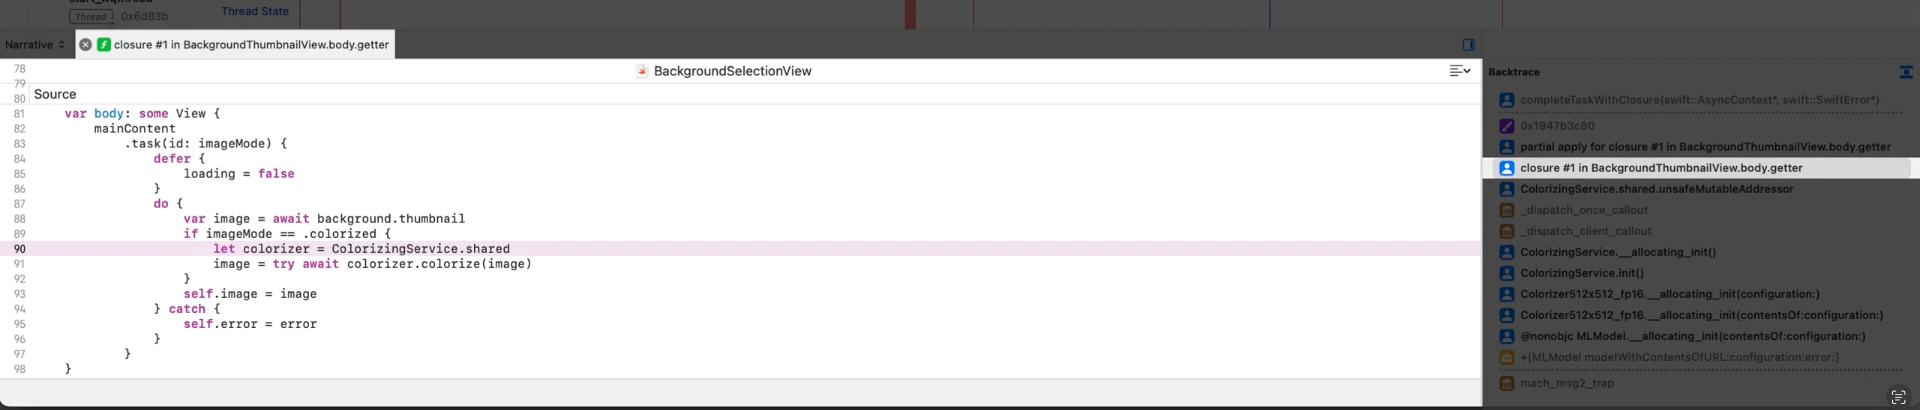 Thread 0x6d83b
Thread State
Narrative
closure #1 in BackgroundThumbnailView.body.getter
78
BackgroundSelectionView
79
80
Source
81 var body: some View {
82 mainContent
83 .task(id: imageMode) {
84 defer {
85 loading = false
86 }
87 do {
88 var image = await background.thumbnail
89 if imageMode == .colorized {
90 let colorizer = ColorizingService.shared
91 image = try await colorizer.colorize(image)
92 }
93 self.image = image
94 } catch {
95 self.error = error
96 }
97 }
98 }
Backtrace
completeTaskWithClosure(swift::AsyncContext*, swift::SwiftError*)
0x1947b3c80
partial apply for closure #1 in BackgroundThumbnailView.body.getter
closure #1 in BackgroundThumbnailView.body.getter
ColorizingService.shared.unsafeMutableAddressor
_dispatch_once_callout
_dispatch_client_callout
ColorizingService.__allocating_init()
ColorizingService.init()
Colorizer512x512_fp16.__allocating_init(configuration:)
Colorizer512x512_fp16.__allocating_init(contentsOf:configuration:)
@nonobjc MLModel.__allocating_init(contentsOf:configuration:)
+[MLModel modelWithContentsOfURL:configuration:error:]
mach_msg2_trap